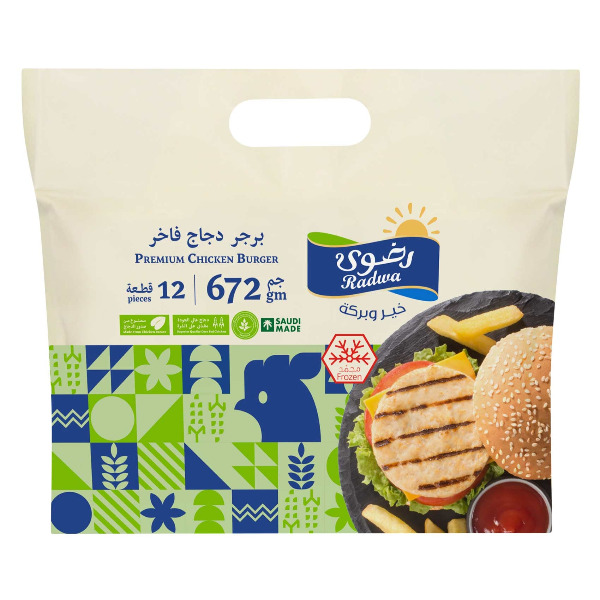 رضوى
Radwa
خير وبركة
برجر دجاج فاخر
PREMIUM CHICKEN BURGER
12 قطعة pieces | 672 جم gm
SAUDI MADE
مجمّد
Frozen